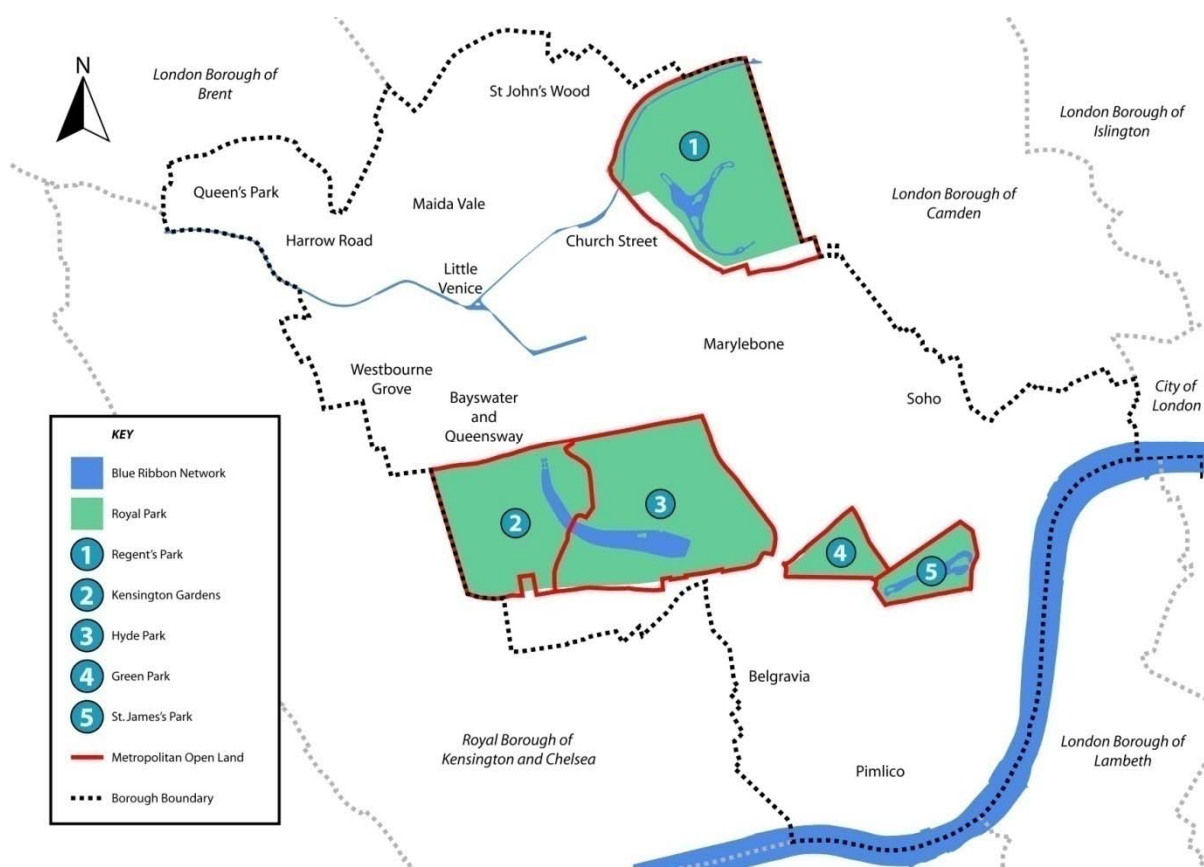 N
London Borough of
Brent
St John's Wood
London Borough of
Islington
1
Queen's Park
London Borough of
Camden
Maida Vale
Harrow Road
Church Street
Little
Venice
Marylebone
Westbourne
Grove
Soho
City of
London
Bayswater
and
Queensway
2
3
4
5
Belgravia
Royal Borough of
Kensington and Chelsea
London Borough of
Lambeth
Pimlico
KEY
Blue Ribbon Network
Royal Park
1 Regent's Park
2 Kensington Gardens
3 Hyde Park
4 Green Park
5 St. James's Park
Metropolitan Open Land
Borough Boundary